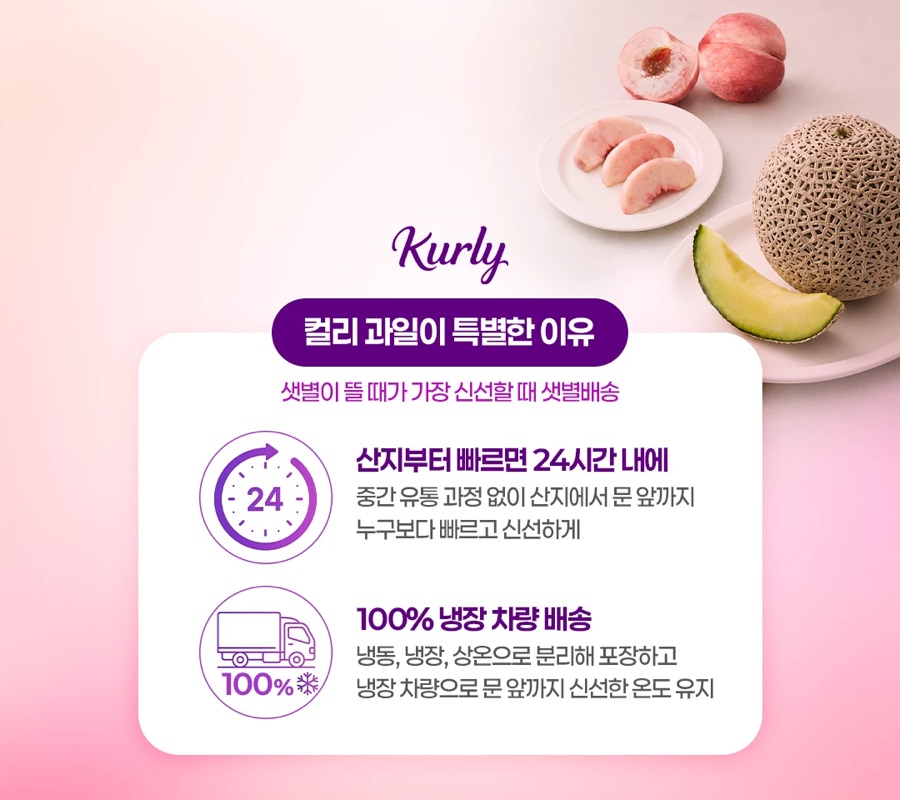 Kurly
컬리 과일이 특별한 이유
샛별이 뜰 때가 가장 신선할 때 샛별배송
24
산지부터 빠르면 24시간 내에
중간 유통 과정 없이 산지에서 문 앞까지
누구보다 빠르고 신선하게
100%
100% 냉장 차량 배송
냉동, 냉장, 상온으로 분리해 포장하고
냉장 차량으로 문 앞까지 신선한 온도 유지